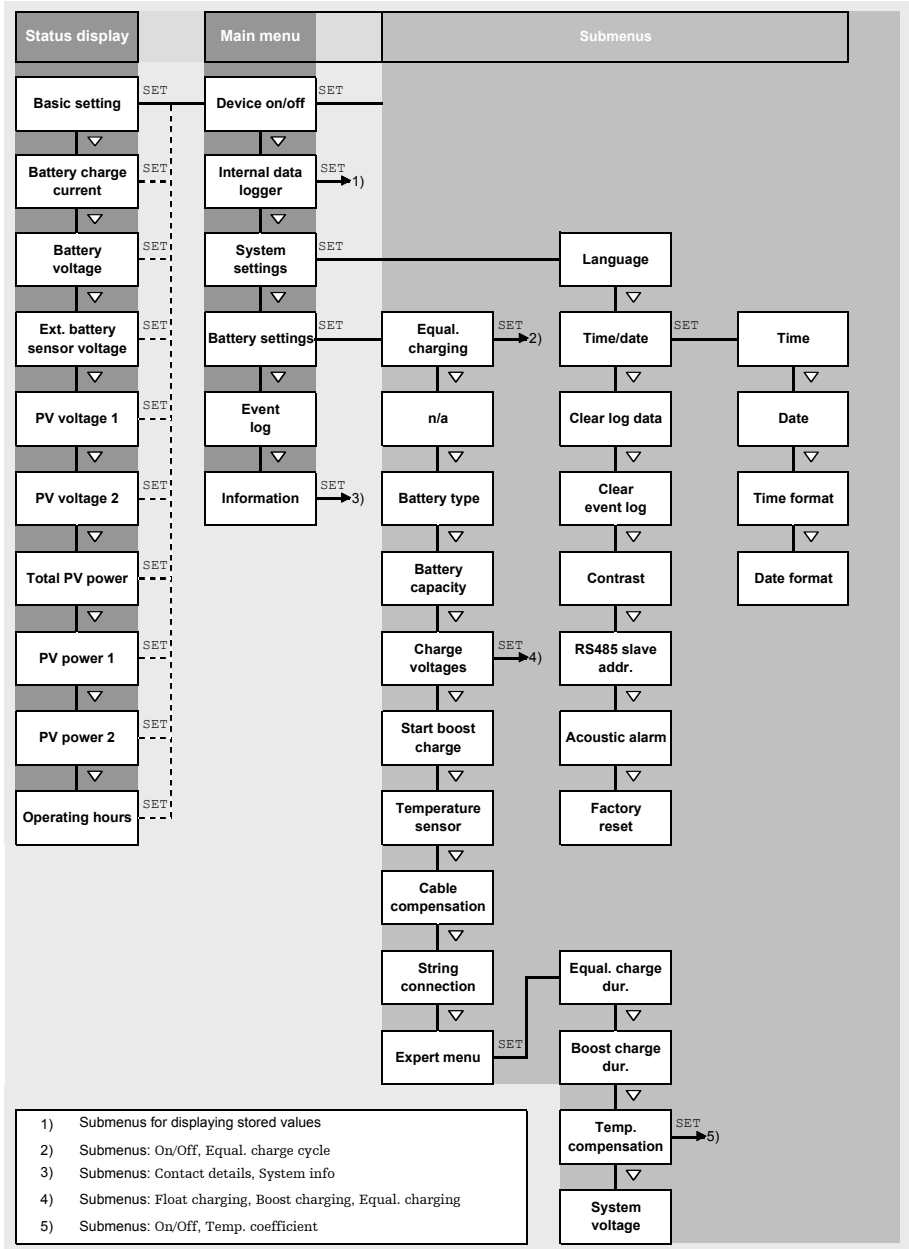 Status display
Main menu
Submenus
Basic setting
SET
Device on/off
SET
Battery charge
current
SET
Internal data
logger
SET
1)
Battery
voltage
SET
System
settings
SET
Language
Ext. battery
sensor voltage
SET
Battery settings
SET
Equal.
charging
SET
2)
Time/date
SET
Time
PV voltage 1
SET
Event
log
n/a
Clear log data
Date
PV voltage 2
SET
Information
SET
3)
Battery type
Clear
event log
Time format
Total PV power
SET
Battery
capacity
Contrast
Date format
PV power 1
SET
Charge
voltages
SET
4)
RS485 slave
addr.
PV power 2
SET
Start boost
charge
Acoustic alarm
Operating hours
SET
Temperature
sensor
Factory
reset
Cable
compensation
String
connection
Equal. charge
dur.
Expert menu
SET
Boost charge
dur.
Temp.
compensation
SET
5)
System
voltage
1) Submenus for displaying stored values
2) Submenus: On/Off, Equal. charge cycle
3) Submenus: Contact details, System info
4) Submenus: Float charging, Boost charging, Equal. charging
5) Submenus: On/Off, Temp. coefficient